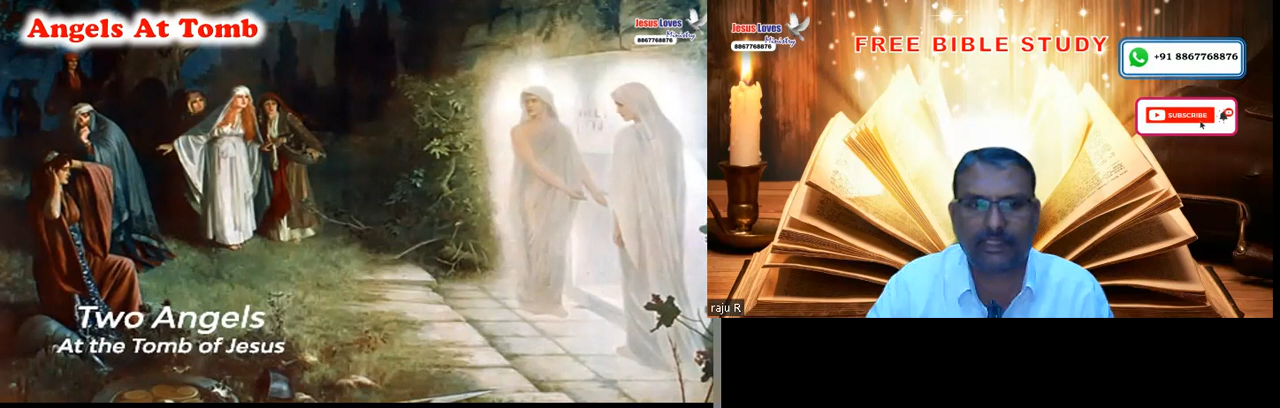 Angels At Tomb
Jesus Loves
Ministry
8867768876
Two Angels
At the Tomb of Jesus
Jesus Loves
Ministry
8867768876
FREE BIBLE STUDY
+91 8867768876
SUBSCRIBE
raju R